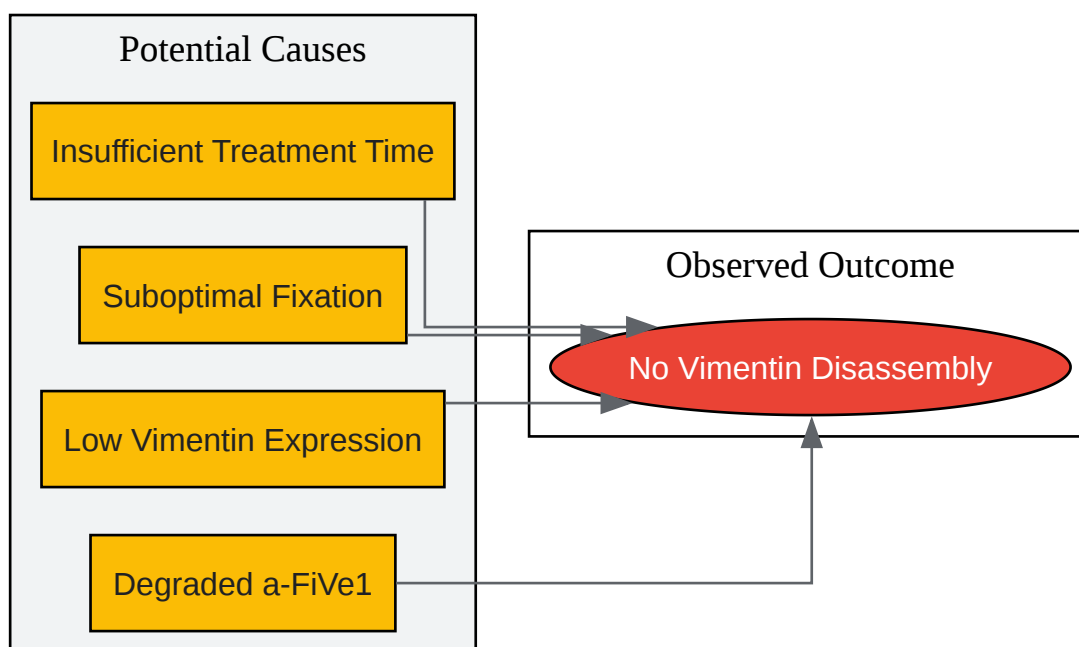 Potential Causes
Insufficient Treatment Time
Suboptimal Fixation
Low Vimentin Expression
Degraded a-FiVe1
Observed Outcome
No Vimentin Disassembly